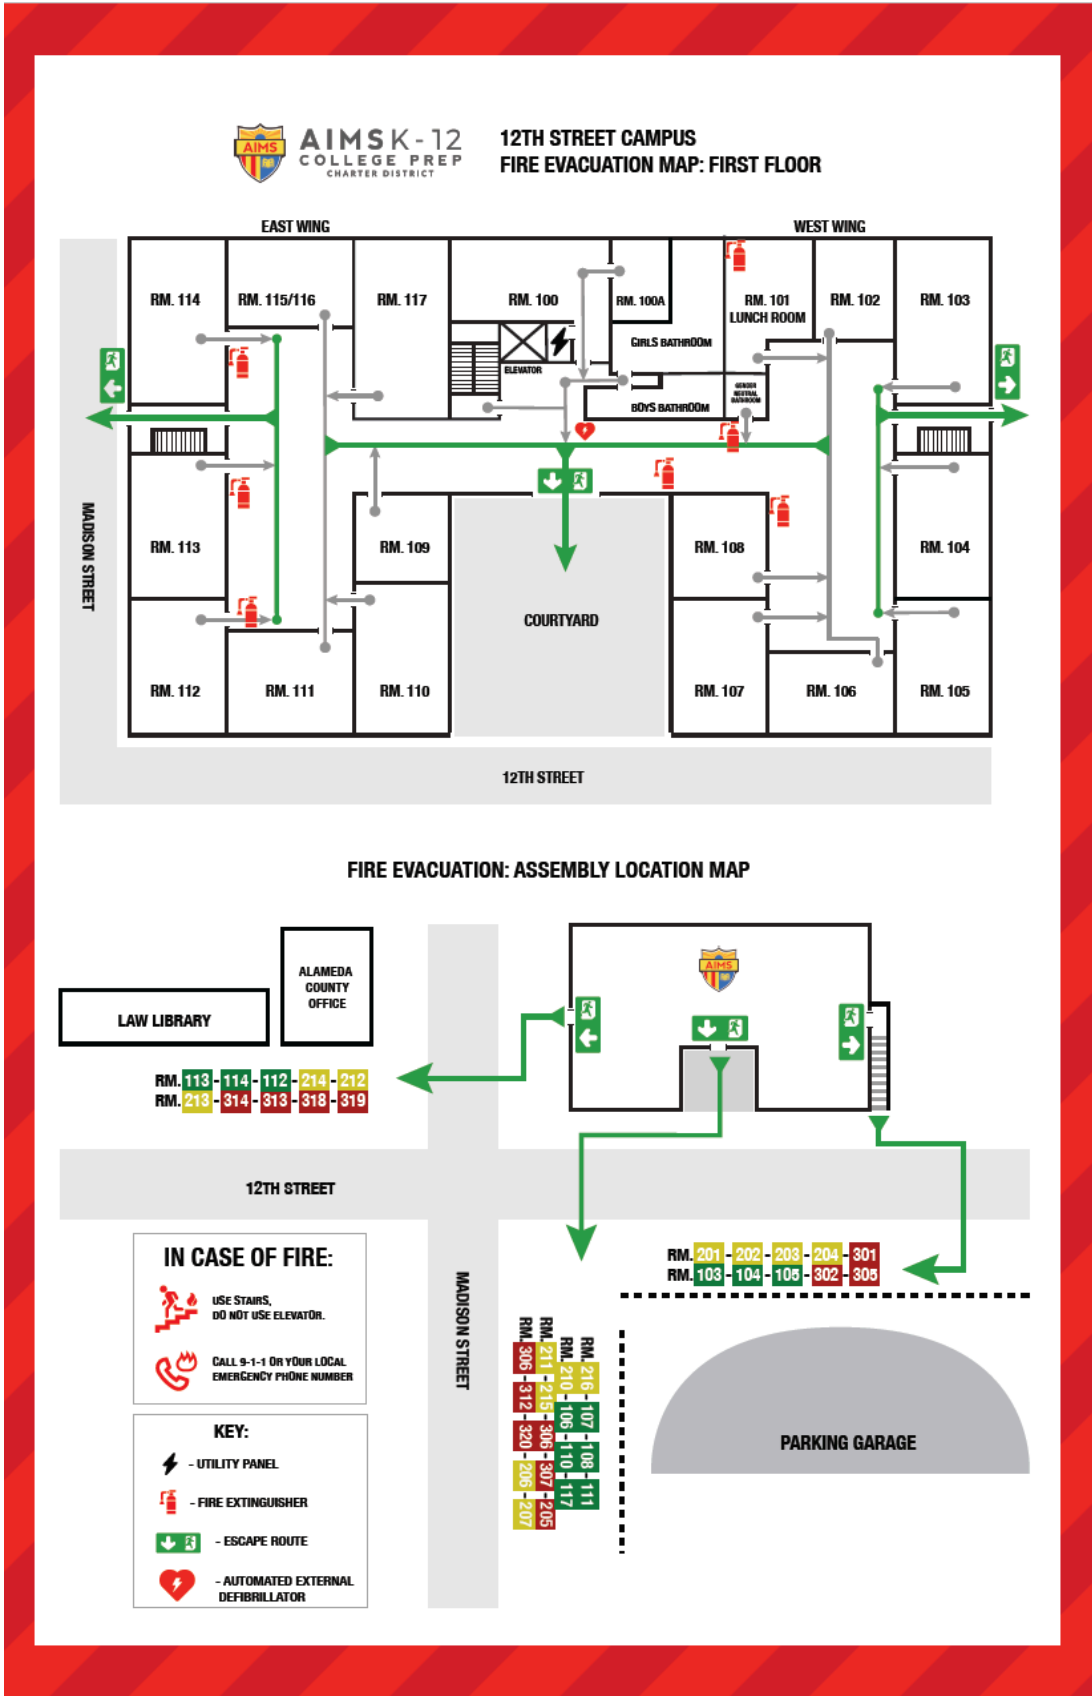 AIMS K-12
COLLEGE PREP
CHARTER DISTRICT
AIMS
12TH STREET CAMPUS
FIRE EVACUATION MAP: FIRST FLOOR
EAST WING
WEST WING
RM. 114
RM. 115/116
RM. 117
RM. 100
RM. 100A
RM. 101
LUNCH ROOM
RM. 102
RM. 103
GIRLS BATHROOM
ELEVATOR
BOYS BATHROOM
GENDER
NEUTRAL
BATHROOM
MADISON STREET
RM. 113
RM. 109
RM. 108
RM. 104
COURTYARD
RM. 112
RM. 111
RM. 110
RM. 107
RM. 106
RM. 105
12TH STREET
FIRE EVACUATION: ASSEMBLY LOCATION MAP
ALAMEDA
COUNTY
OFFICE
LAW LIBRARY
AIMS
RM. 113 - 114 - 112 - 214 - 212
RM. 213 - 314 - 313 - 318 - 319
12TH STREET
RM. 201 - 202 - 203 - 204 - 301
RM. 103 - 104 - 105 - 302 - 305
MADISON STREET
RM. 216 - 107 - 108 - 111
RM. 210 - 106 - 110 - 117
RM. 211 - 215 - 306 - 307 - 205
RM. 306 - 312 - 320 - 206 - 207
PARKING GARAGE
IN CASE OF FIRE:
USE STAIRS,
DO NOT USE ELEVATOR.
CALL 9-1-1 OR YOUR LOCAL
EMERGENCY PHONE NUMBER
KEY:
- UTILITY PANEL
- FIRE EXTINGUISHER
- ESCAPE ROUTE
- AUTOMATED EXTERNAL
DEFIBRILLATOR